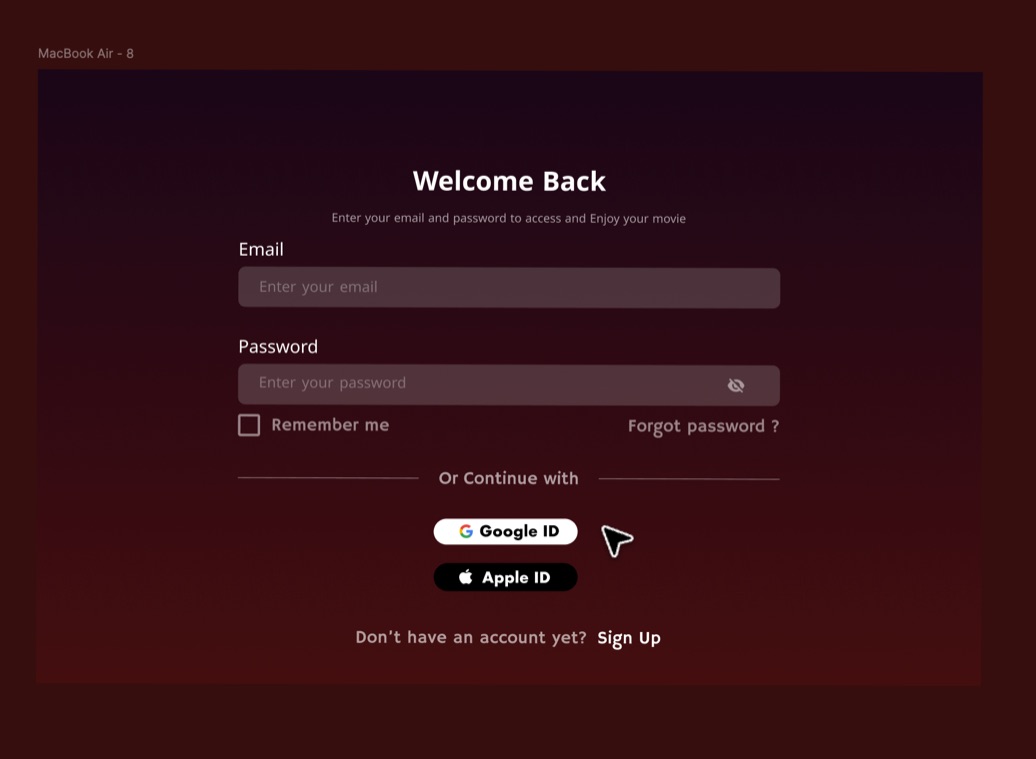 MacBook Air - 8
Welcome Back
Enter your email and password to access and Enjoy your movie
Email
Enter your email
Password
Enter your password
Remember me
Forgot password ?
Or Continue with
Google ID
Apple ID
Don't have an account yet? Sign Up